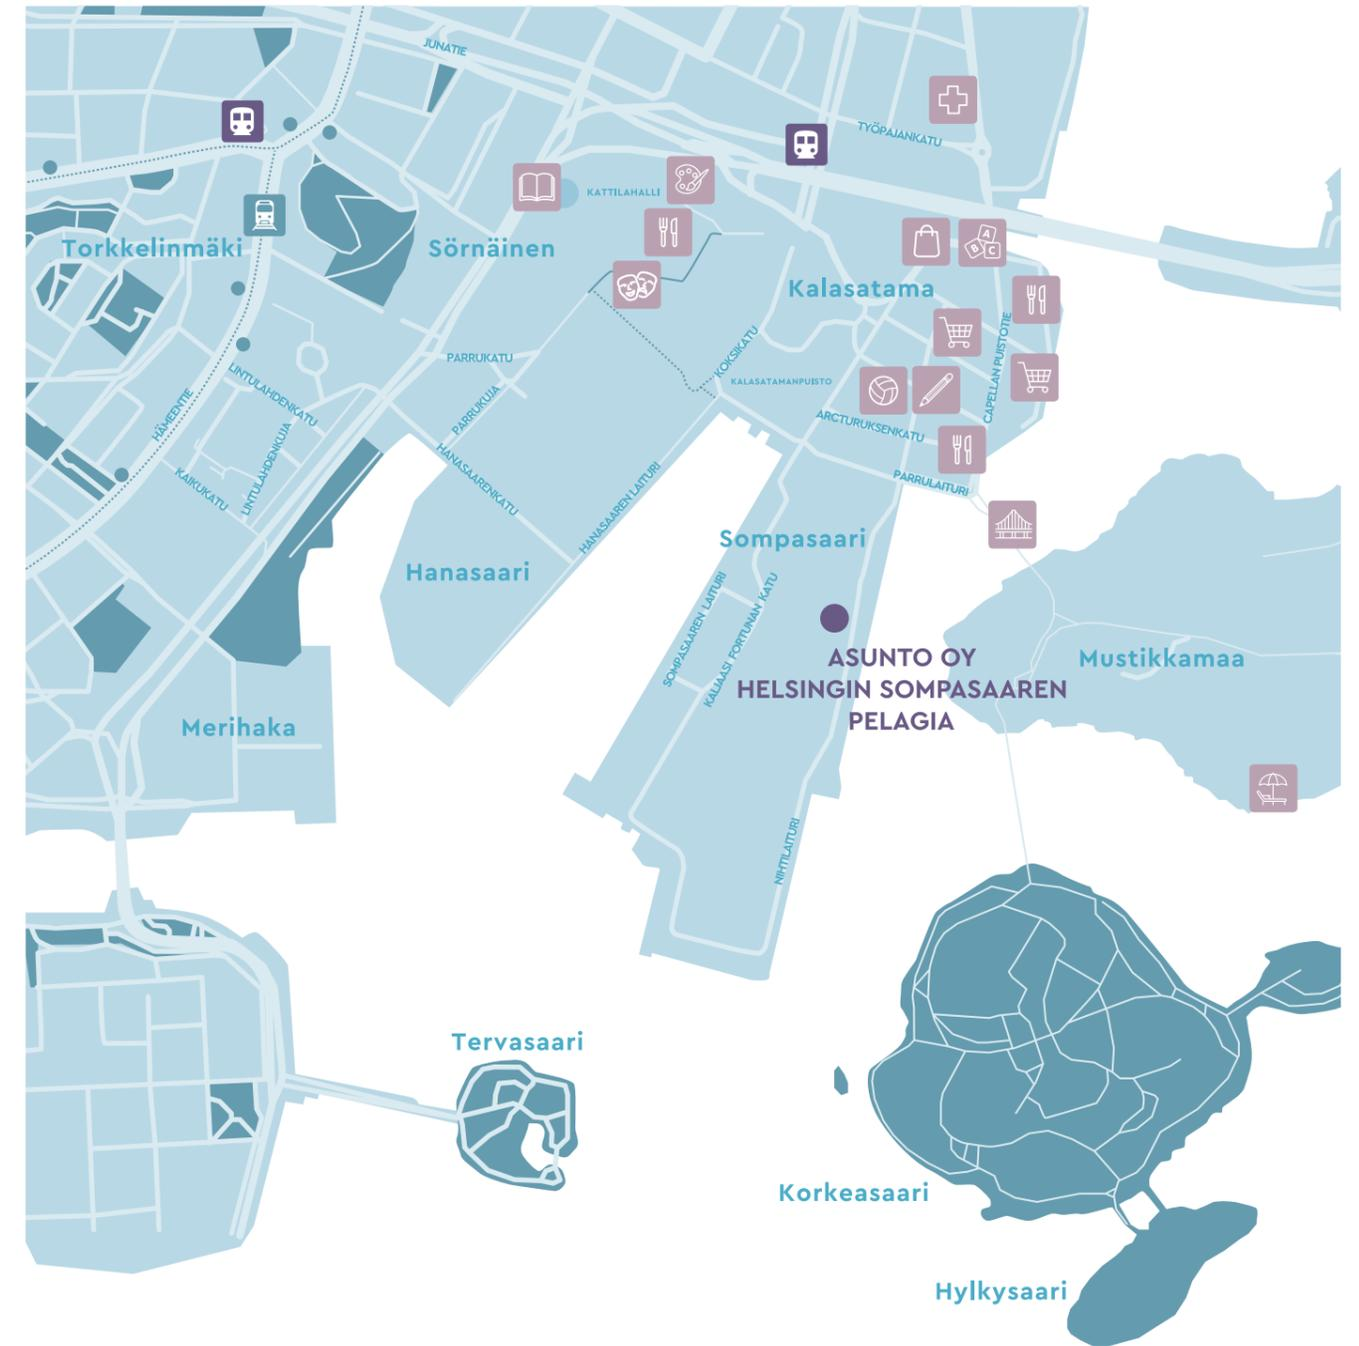 JUNATIE
TYÖPAJANKATU
KATTILAHALLI
Torkkelinmäki
Sörnäinen
A
B
C
Kalasatama
KOKSIKATU
CAPELLAN PUISTOTIE
PARRUKATU
KALASATAMANPUISTO
LINTULAHDENKATU
PARRUKUJA
HÄMEENTIE
ARCTURUKSENKATU
LINTULAHDENKUJA
KAIKUKATU
HANASAARENKATU
HANASAAREN LAITURI
PARRULAITURI
Sompasaari
Hanasaari
SOMPASAAREN LAITURI
KALJAASI FORTUNAN KATU
ASUNTO OY
HELSINGIN SOMPASAAREN
PELAGIA
Mustikkamaa
Merihaka
NIHTILAITURI
Tervasaari
Korkeasaari
Hylkysaari